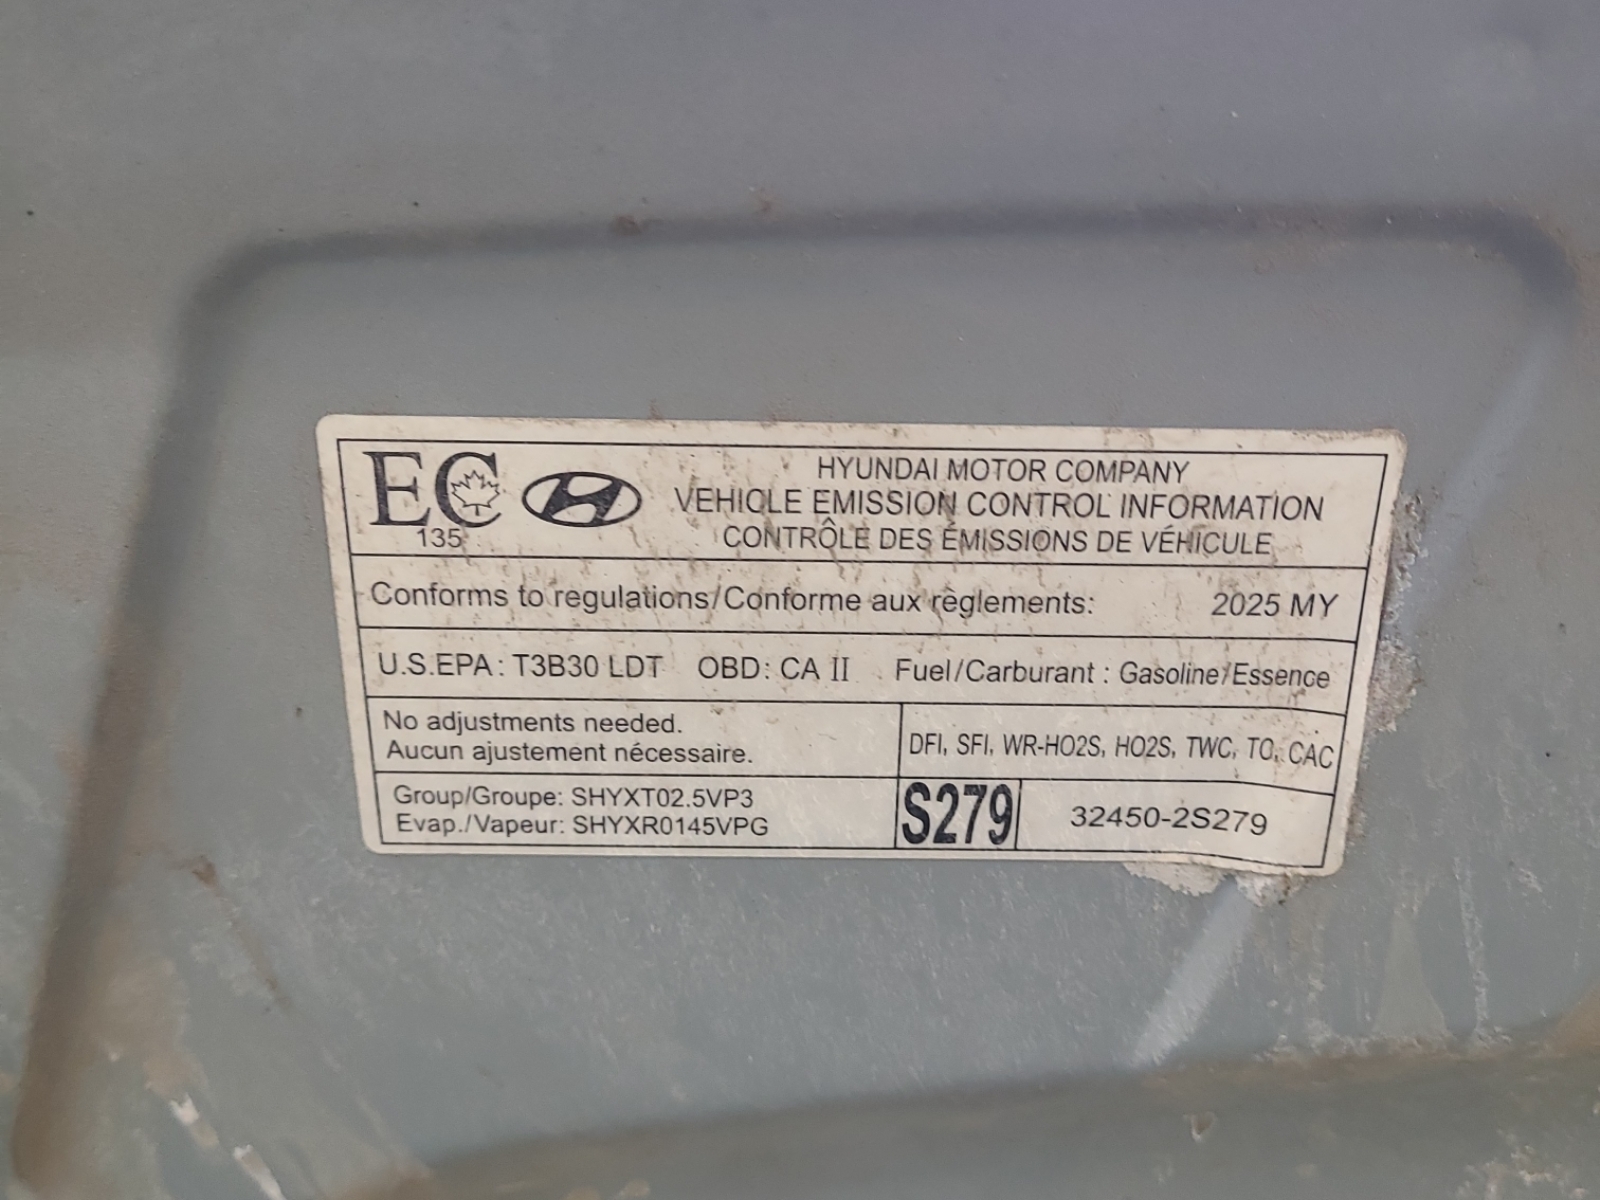 EC
135
HYUNDAI MOTOR COMPANY
VEHICLE EMISSION CONTROL INFORMATION
CONTRÔLE DES ÉMISSIONS DE VÉHICULE
Conforms to regulations/Conforme aux règlements: 2025 MY
U.S.EPA: T3B30 LDT OBD: CA II Fuel/Carburant : Gasoline/Essence
No adjustments needed.
Aucun ajustement nécessaire.
DFI, SFI, WR-HO2S, HO2S, TWC, TC, CAC
Group/Groupe: SHYXT02.5VP3
Evap./Vapeur: SHYXR0145VPG
S279 32450-2S279